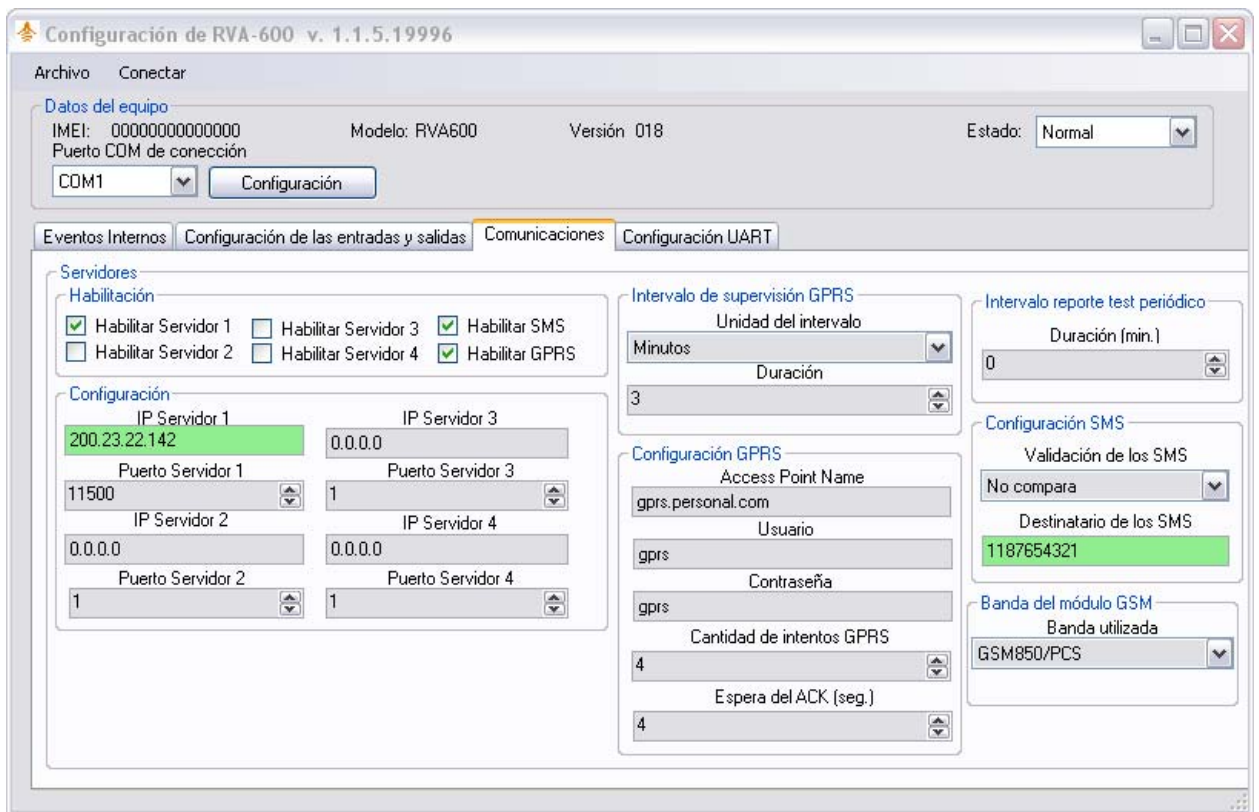 Configuración de RVA-600 v. 1.1.5.19996
Archivo Conectar
Datos del equipo
IMEI: 00000000000000 Modelo: RVA600 Versión 018 Estado: Normal
Puerto COM de conección
COM1 Configuración
Eventos Internos Configuración de las entradas y salidas Comunicaciones Configuración UART
Servidores
Habilitación
Habilitar Servidor 1 Habilitar Servidor 3 Habilitar SMS
Habilitar Servidor 2 Habilitar Servidor 4 Habilitar GPRS
Configuración
IP Servidor 1 IP Servidor 3
200.23.22.142 0.0.0.0
Puerto Servidor 1 Puerto Servidor 3
11500 1
IP Servidor 2 IP Servidor 4
0.0.0.0 0.0.0.0
Puerto Servidor 2 Puerto Servidor 4
1 1
Intervalo de supervisión GPRS
Unidad del intervalo
Minutos
Duración
3
Configuración GPRS
Access Point Name
gprs.personal.com
Usuario
gprs
Contraseña
gprs
Cantidad de intentos GPRS
4
Espera del ACK (seg.)
4
Intervalo reporte test periódico
Duración (min.)
0
Configuración SMS
Validación de los SMS
No compara
Destinatario de los SMS
1187654321
Banda del módulo GSM
Banda utilizada
GSM850/PCS